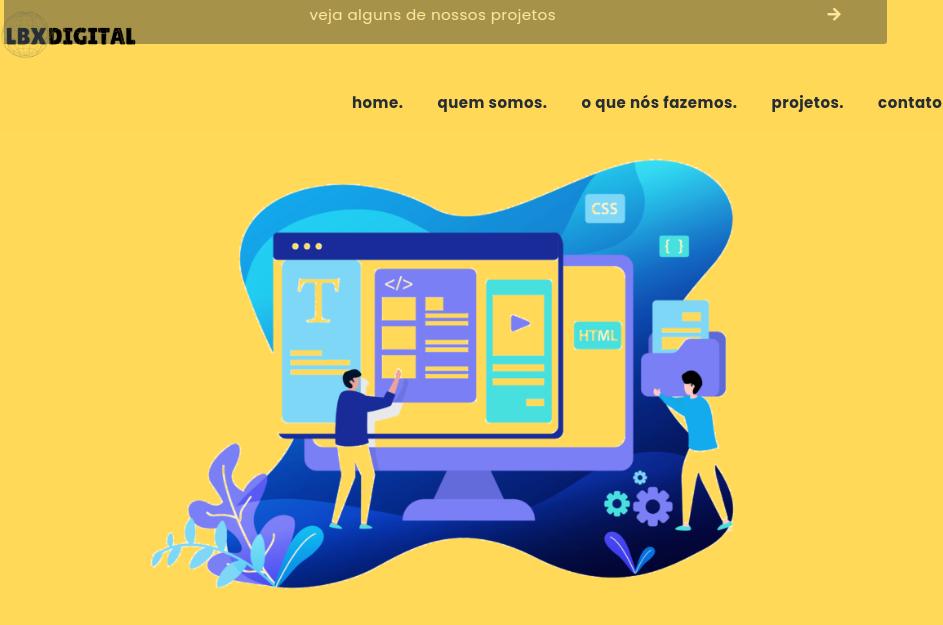 veja alguns de nossos projetos
LBXDIGITAL
home. quem somos. o que nós fazemos. projetos. contato
CSS
{ }
T
</>
HTML